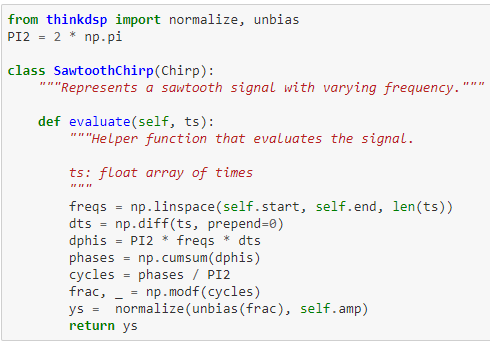 from thinkdsp import normalize, unbias
PI2 = 2 * np.pi

class SawtoothChirp(Chirp):
    """Represents a sawtooth signal with varying frequency."""

    def evaluate(self, ts):
        """Helper function that evaluates the signal.

        ts: float array of times
        """
        freqs = np.linspace(self.start, self.end, len(ts))
        dts = np.diff(ts, prepend=0)
        dphis = PI2 * freqs * dts
        phases = np.cumsum(dphis)
        cycles = phases / PI2
        frac, _ = np.modf(cycles)
        ys =  normalize(unbias(frac), self.amp)
        return ys